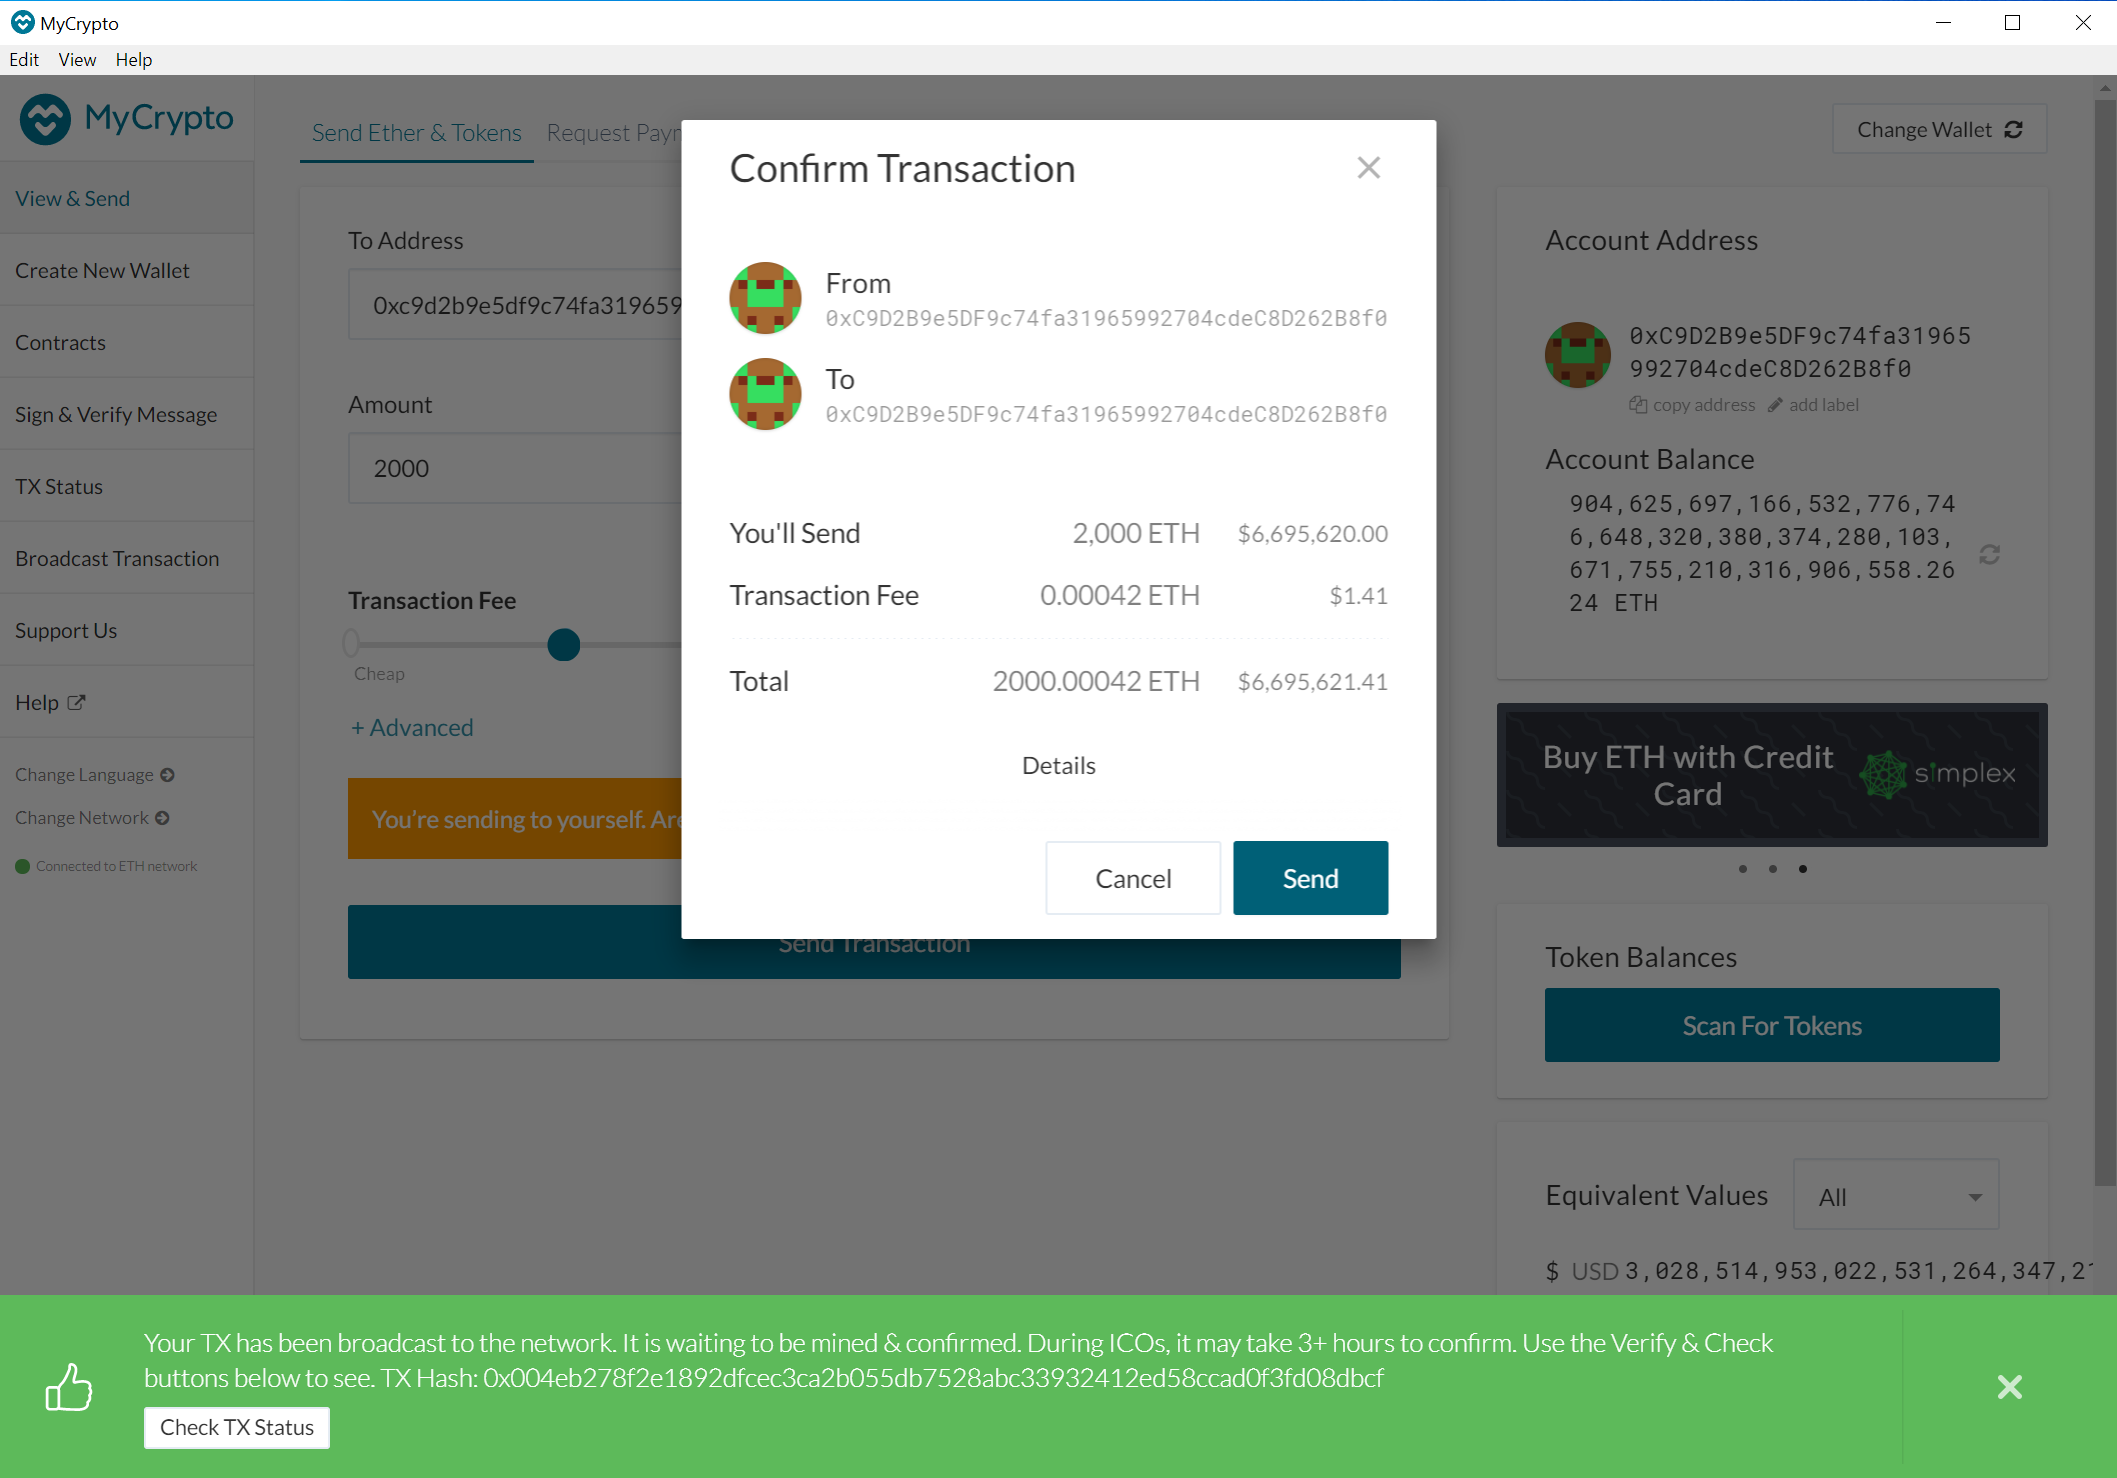 MyCrypto
Edit View Help
MyCrypto
View & Send
Create New Wallet
Contracts
Sign & Verify Message
TX Status
Broadcast Transaction
Support Us
Help
Change Language
Change Network
Connected to ETH network
Send Ether & Tokens
Request
Change Wallet
To Address
0xc9d2b9e5df9c74fa319659
Amount
2000
Transaction Fee
Cheap
+ Advanced
You're sending to yourself.
Send Transaction
Confirm Transaction
From
0xC9D2B9e5DF9c74fa31965992704cdeC8D262B8f0
To
0xC9D2B9e5DF9c74fa31965992704cdeC8D262B8f0
You'll Send 2,000 ETH $6,695,620.00
Transaction Fee 0.00042 ETH $1.41
Total 2000.00042 ETH $6,695,621.41
Details
Cancel Send
Account Address
0xC9D2B9e5DF9c74fa31965
992704cdeC8D262B8f0
copy address add label
Account Balance
904,625,697,166,532,776,74
6,648,320,380,374,280,103,
671,755,210,316,906,558.26
24 ETH
Buy ETH with Credit
Card
simplex
Token Balances
Scan For Tokens
Equivalent Values All
$ USD 3,028,514,953,022,531,264,347,21
Your TX has been broadcast to the network. It is waiting to be mined & confirmed. During ICOs, it may take 3+ hours to confirm. Use the Verify & Check
buttons below to see. TX Hash: 0x004eb278f2e1892dfcec3ca2b055db7528abc33932412ed58ccad0f3fd08dbcf
Check TX Status